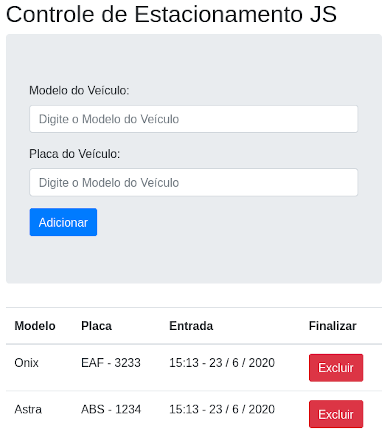 Controle de Estacionamento JS
Modelo do Veículo:
Digite o Modelo do Veículo
Placa do Veículo:
Digite o Modelo do Veículo
Adicionar
Modelo Placa Entrada Finalizar
Onix EAF - 3233 15:13 - 23 / 6 / 2020 Excluir
Astra ABS - 1234 15:13 - 23 / 6 / 2020 Excluir